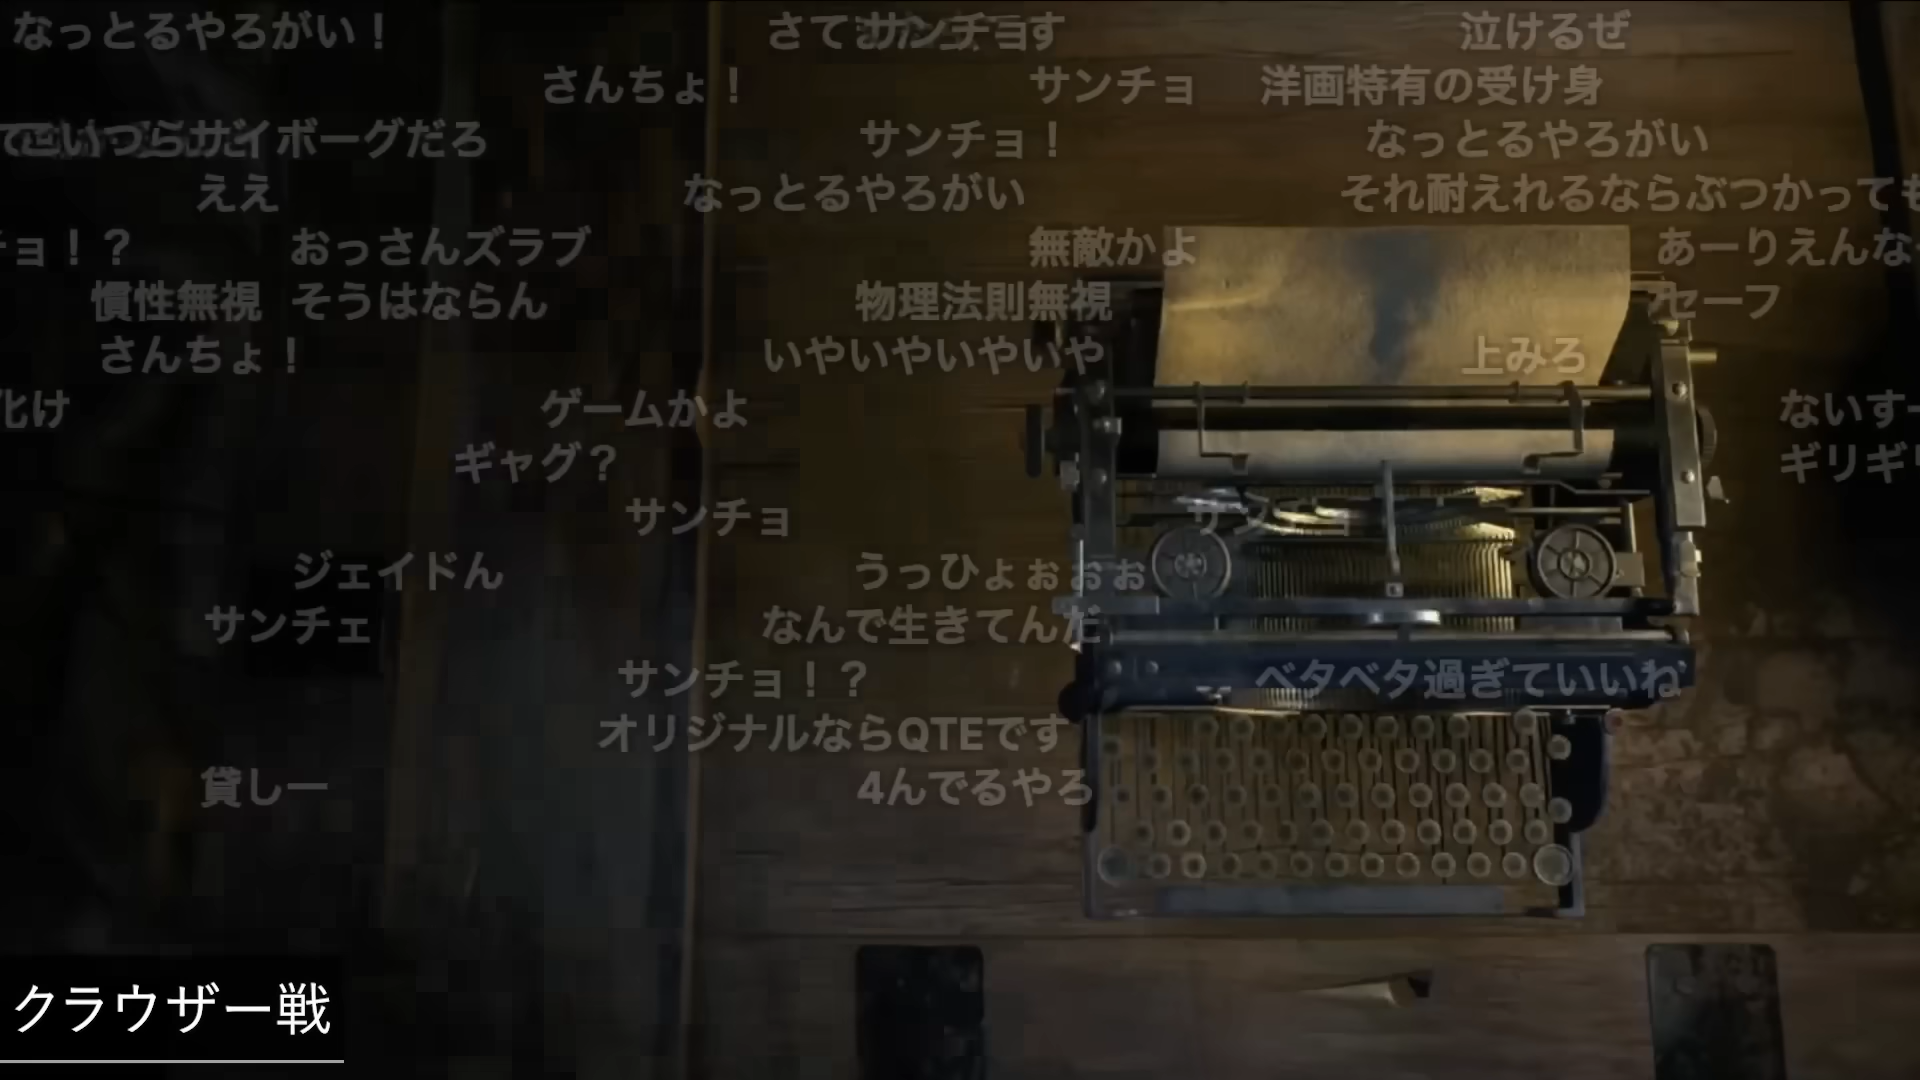 なっとるやろがい！
サンチョ
泣けるぜ
さんちょ！
サンチョ
洋画特有の受け身
こいつらサイボーグだろ
サンチョ！
なっとるやろがい
ええ
なっとるやろがい
それ耐えれるならぶつかっても
チョ！？
おっさんズラブ
無敵かよ
あーりえんな
慣性無視
そうはならん
物理法則無視
セーフ
さんちょ！
いやいやいやいや
上みろ
化け
ゲームかよ
ないすー
ギャグ？
ギリギリ
サンチョ
サンチョ
ジェイドん
うっひょぉぉぉ
サンチェ
なんで生きてんだ
サンチョ！？
ベタベタ過ぎていいね
オリジナルならQTEです
貸し一
4んでるやろ
クラウザー戦